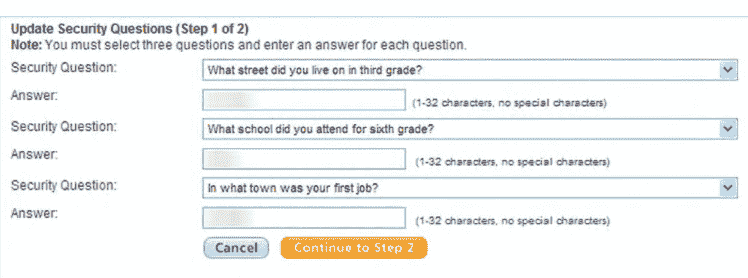 Update Security Questions (Step 1 of 2)
Note: You must select three questions and enter an answer for each question.
Security Question: What street did you live on in third grade?
Answer: (1-32 characters, no special characters)
Security Question: What school did you attend for sixth grade?
Answer: (1-32 characters, no special characters)
Security Question: In what town was your first job?
Answer: (1-32 characters, no special characters)
Cancel Continue to Step 2